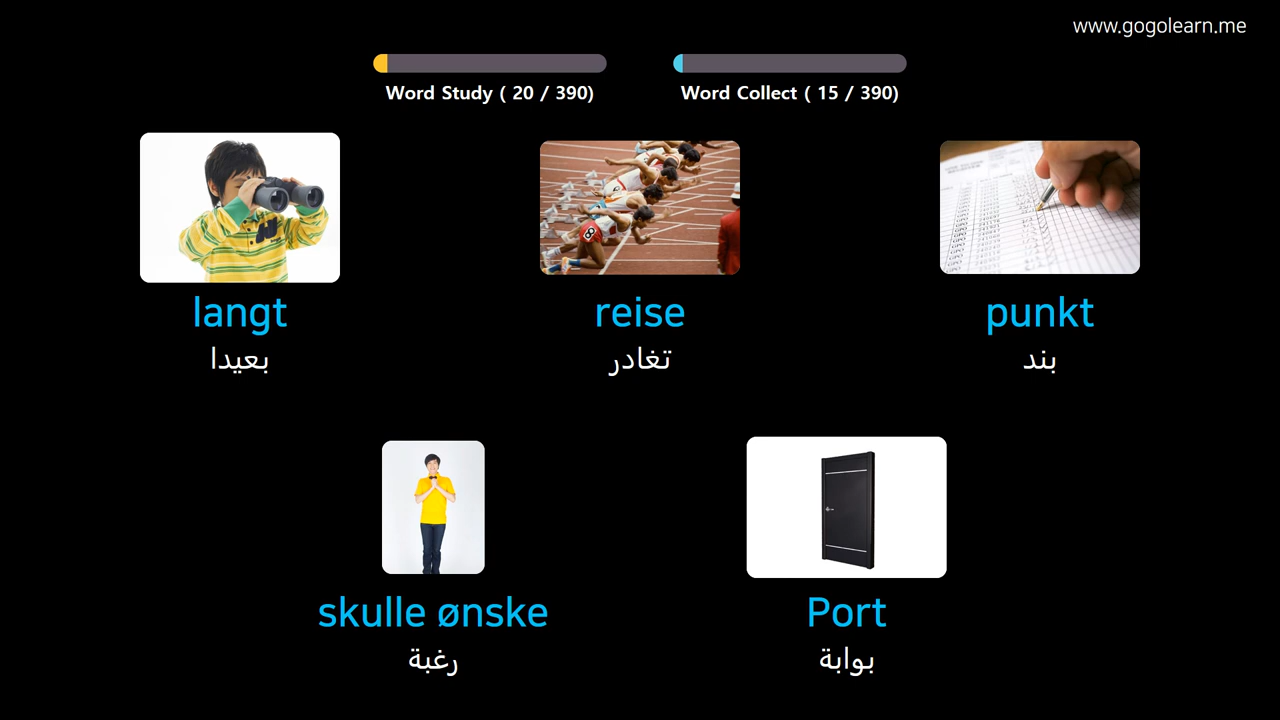 www.gogolearn.me
Word Study ( 20 / 390)
Word Collect ( 15 / 390)
langt
بعيدا
reise
تغادر
punkt
بند
skulle ønske
رغبة
Port
بوابة